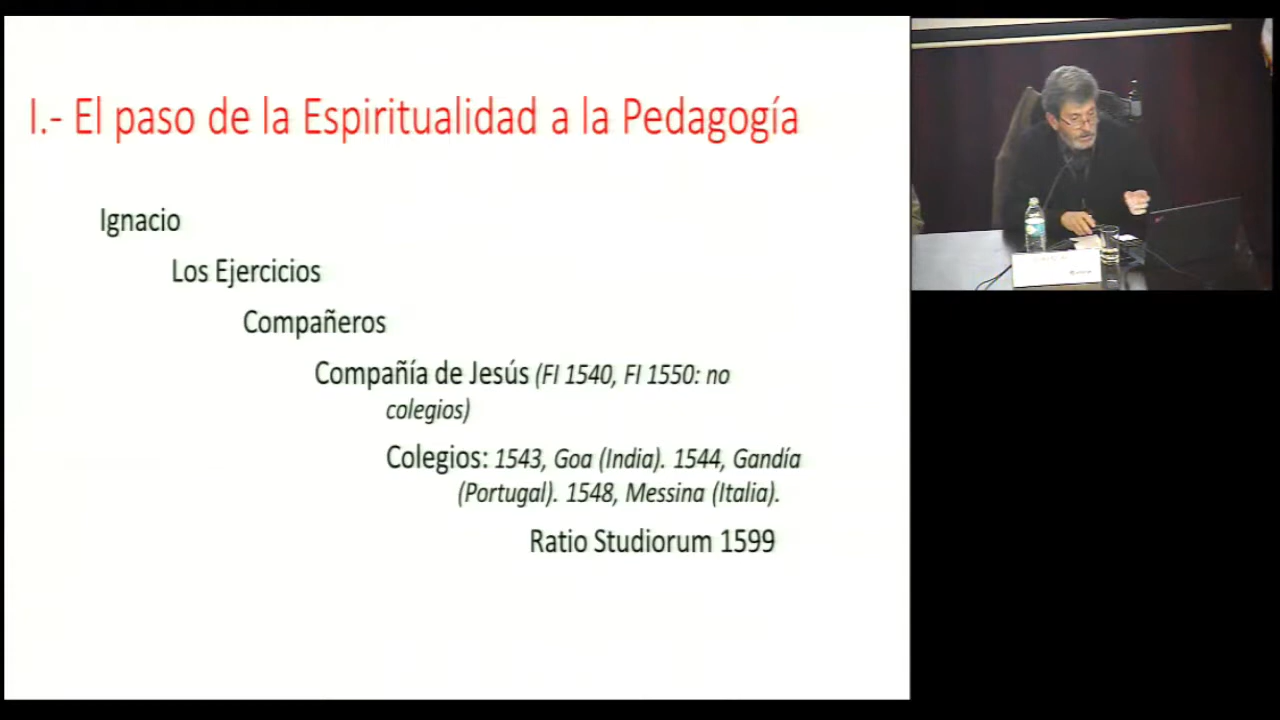 I.- El paso de la Espiritualidad a la Pedagogía
Ignacio
Los Ejercicios
Compañeros
Compañía de Jesús (FI 1540, FI 1550: no
colegios)
Colegios: 1543, Goa (India). 1544, Gandía
(Portugal). 1548, Messina (Italia).
Ratio Studiorum 1599